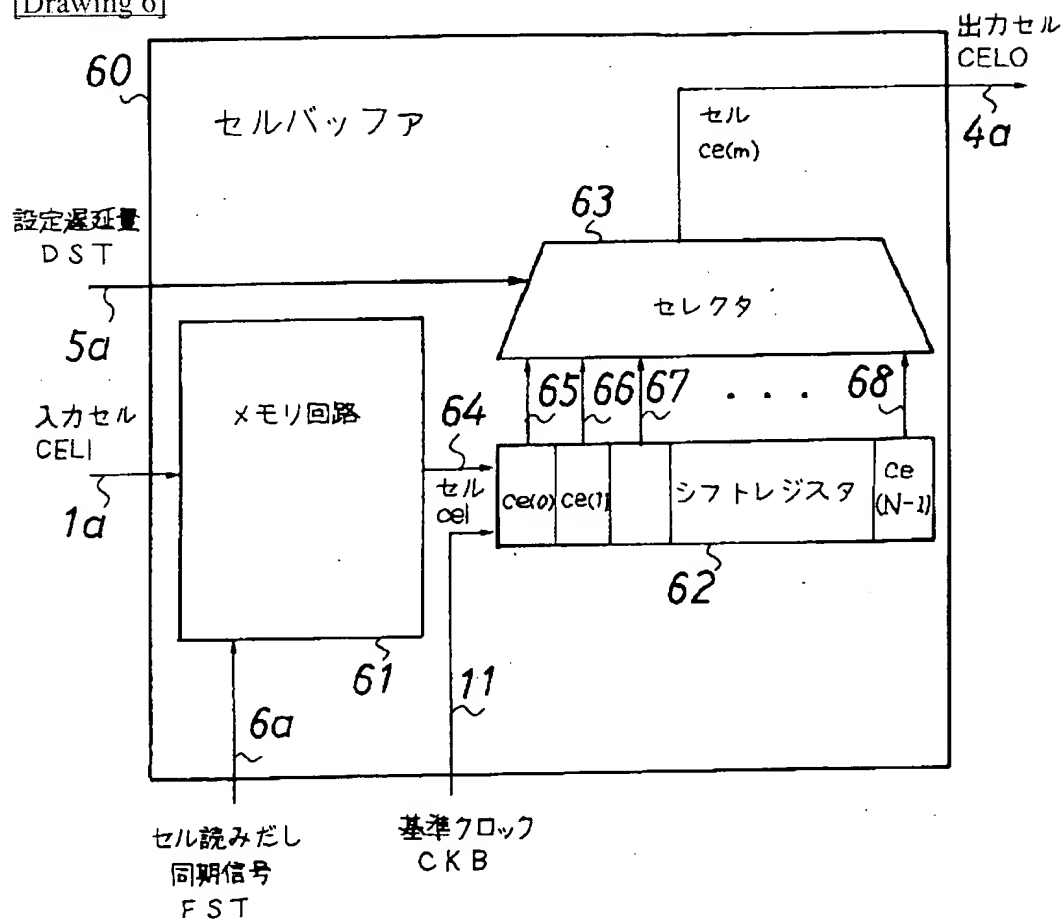 [Drawing 6]
出力セル
CELO
60
セルバッファ
セル
ce(m)
4a
63
設定遅延量
DST
セレクタ
5a
65
66
67
. . . .
68
入力セル
CELI
メモリ回路
64
セル
cel
ce(0)
ce(1)
シフトレジスタ
ce
(N-1)
1a
62
61
11
6a
セル読みだし
同期信号
FST
基準クロック
CKB